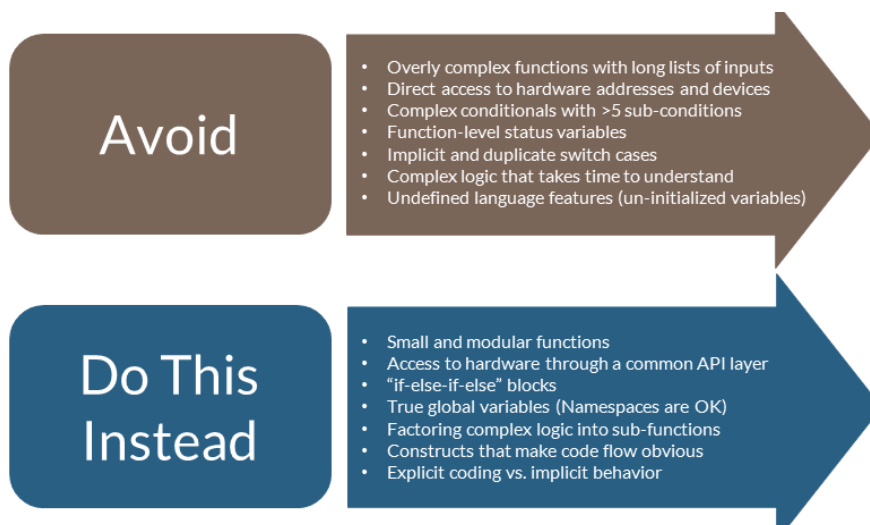 Avoid
• Overly complex functions with long lists of inputs
• Direct access to hardware addresses and devices
• Complex conditionals with >5 sub-conditions
• Function-level status variables
• Implicit and duplicate switch cases
• Complex logic that takes time to understand
• Undefined language features (un-initialized variables)
Do This
Instead
• Small and modular functions
• Access to hardware through a common API layer
• “if-else-if-else” blocks
• True global variables (Namespaces are OK)
• Factoring complex logic into sub-functions
• Constructs that make code flow obvious
• Explicit coding vs. implicit behavior